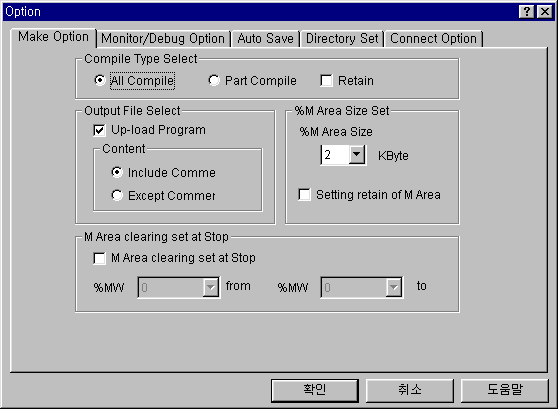 Option
Make Option Monitor/Debug Option Auto Save Directory Set Connect Option
Compile Type Select
All Compile Part Compile Retain
Output File Select
Up-load Program
Content
Include Comme
Except Commer
%M Area Size Set
%M Area Size
2 KByte
Setting retain of M Area
M Area clearing set at Stop
M Area clearing set at Stop
%MW 0 from %MW 0 to
확인 취소 도움말